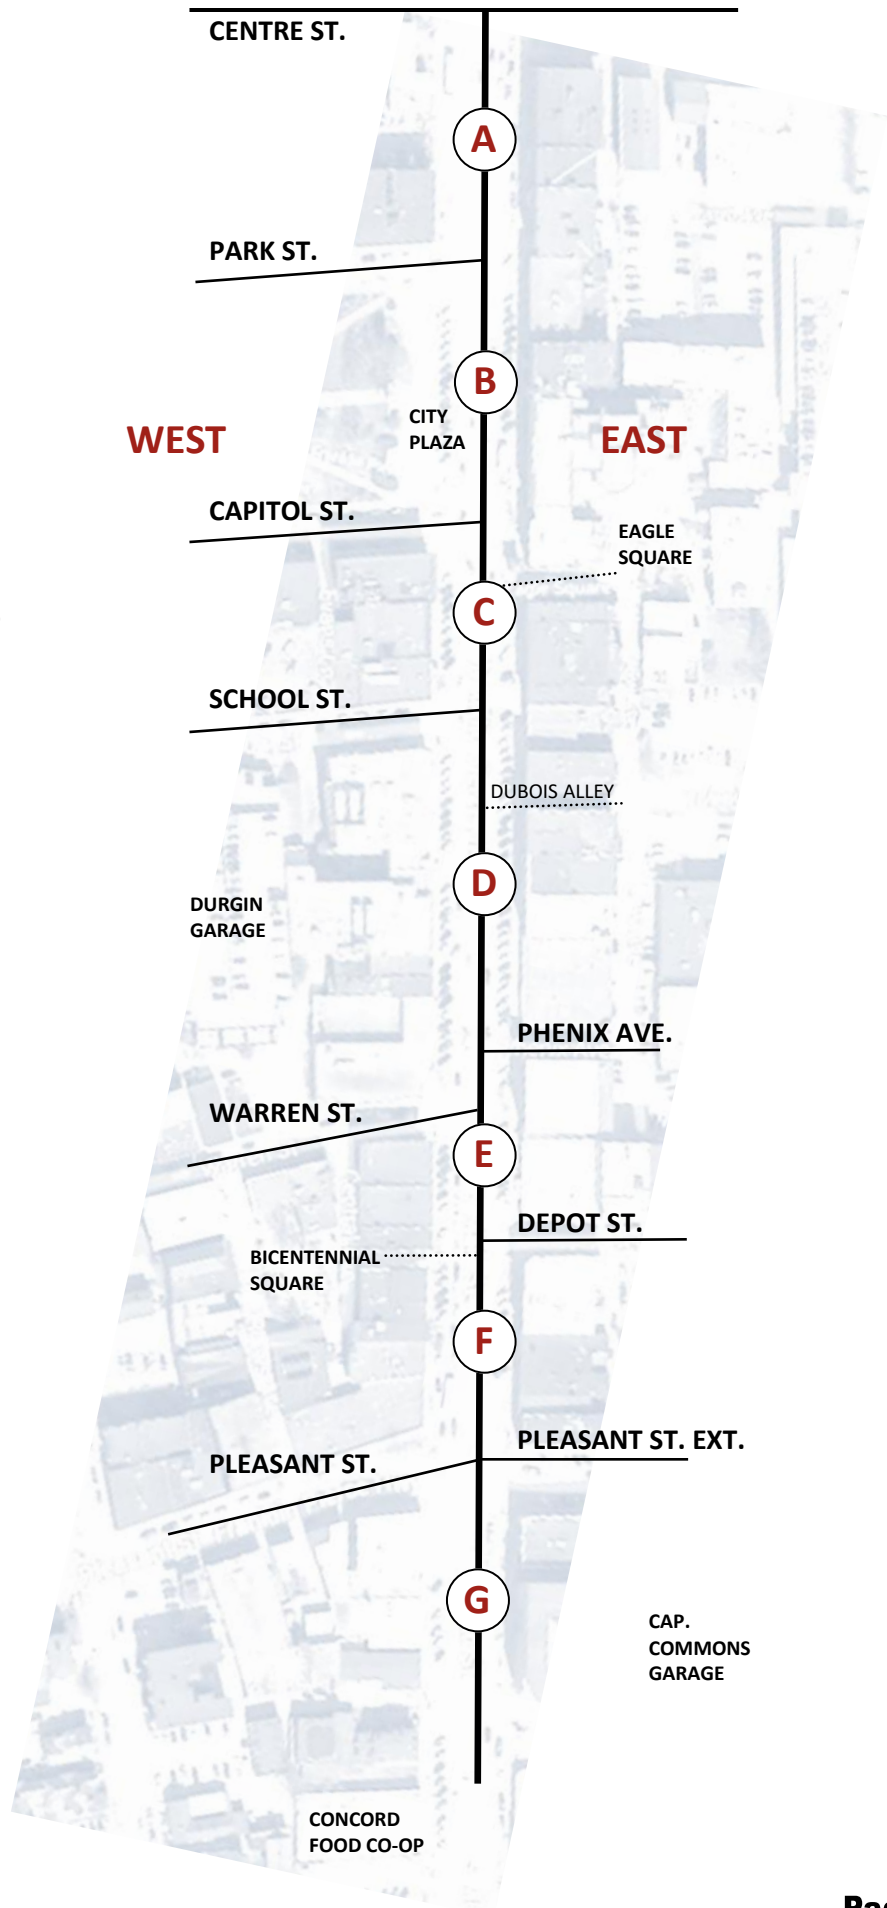 CENTRE ST.
A
PARK ST.
B
CITY
PLAZA
WEST
EAST
CAPITOL ST.
EAGLE
SQUARE
C
SCHOOL ST.
DUBOIS ALLEY
D
DURGIN
GARAGE
PHENIX AVE.
WARREN ST.
E
DEPOT ST.
BICENTENNIAL
SQUARE
F
PLEASANT ST. EXT.
PLEASANT ST.
G
CAP.
COMMONS
GARAGE
CONCORD
FOOD CO-OP